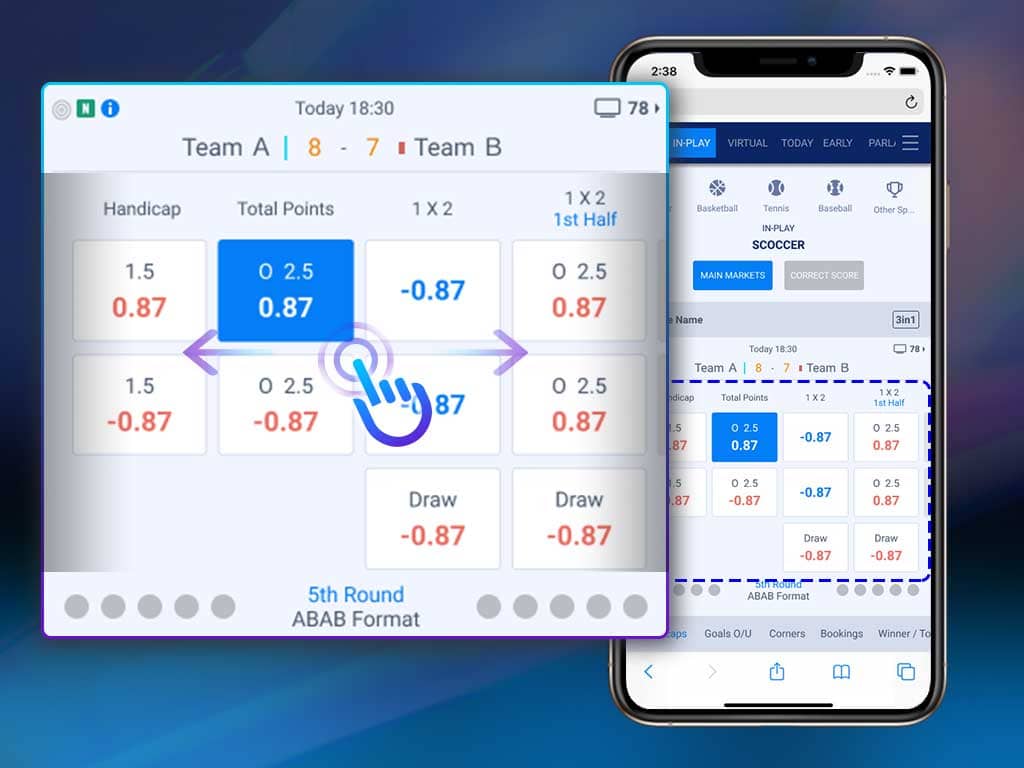 N i
Today 18:30
78
Team A 8 - 7 Team B
Handicap
Total Points
1 X 2
1 X 2
1st Half
1.5
0.87
O 2.5
0.87
-0.87
O 2.5
0.87
1.5
-0.87
O 2.5
-0.87
87
O 2.5
0.87
Draw
-0.87
Draw
-0.87
5th Round
ABAB Format
2:38
IN-PLAY VIRTUAL TODAY EARLY PARL
Basketball Tennis Baseball Other Sp...
IN-PLAY
SCOCCER
MAIN MARKETS
CORRECT SCORE
e Name
3in1
Today 18:30
78
Team A 8 - 7 Team B
dicap
Total Points
1 X 2
1 X 2
1st Half
1.5
.87
O 2.5
0.87
-0.87
O 2.5
0.87
1.5
.87
O 2.5
-0.87
-0.87
O 2.5
0.87
Draw
-0.87
Draw
-0.87
5th Round
ABAB Format
caps Goals O/U Corners Bookings Winner / To